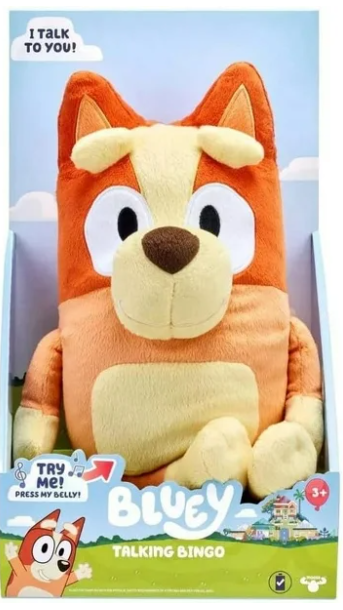 I TALK
TO YOU!
TRY
ME!
PRESS MY BELLY!
BLUEY
3+
TALKING BINGO